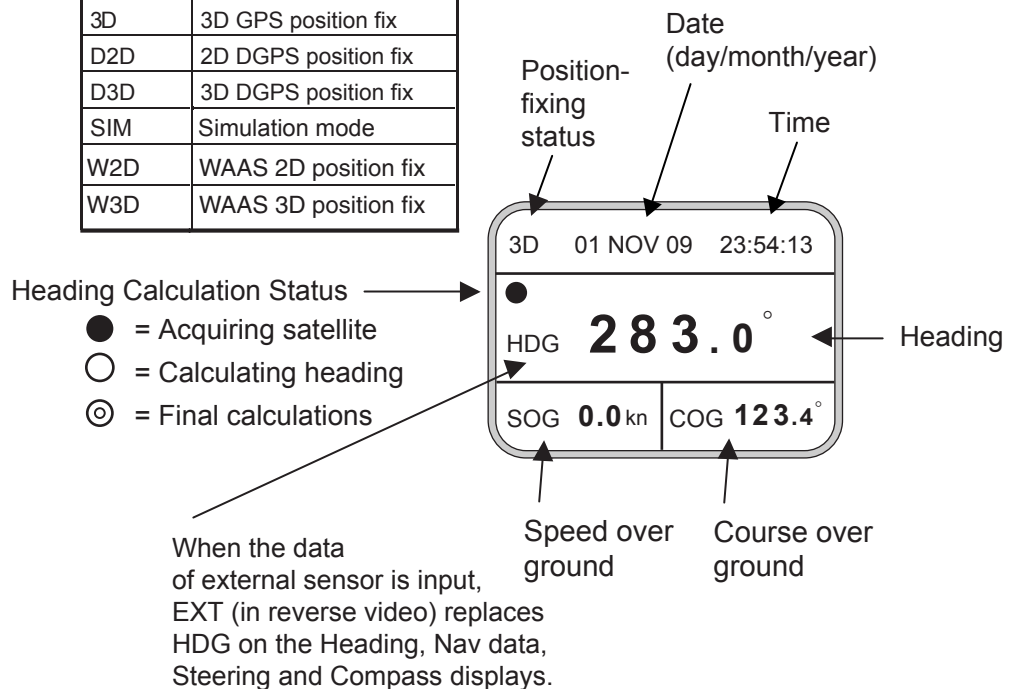 3D 3D GPS position fix
D2D 2D DGPS position fix
D3D 3D DGPS position fix
SIM Simulation mode
W2D WAAS 2D position fix
W3D WAAS 3D position fix
Position-
fixing
status
Date
(day/month/year)
Time
3D 01 NOV 09 23:54:13
Heading Calculation Status
● = Acquiring satellite
○ = Calculating heading
◎ = Final calculations
HDG 283.0°
Heading
SOG 0.0 kn COG 123.4°
When the data
of external sensor is input,
EXT (in reverse video) replaces
HDG on the Heading, Nav data,
Steering and Compass displays.
Speed over
ground
Course over
ground